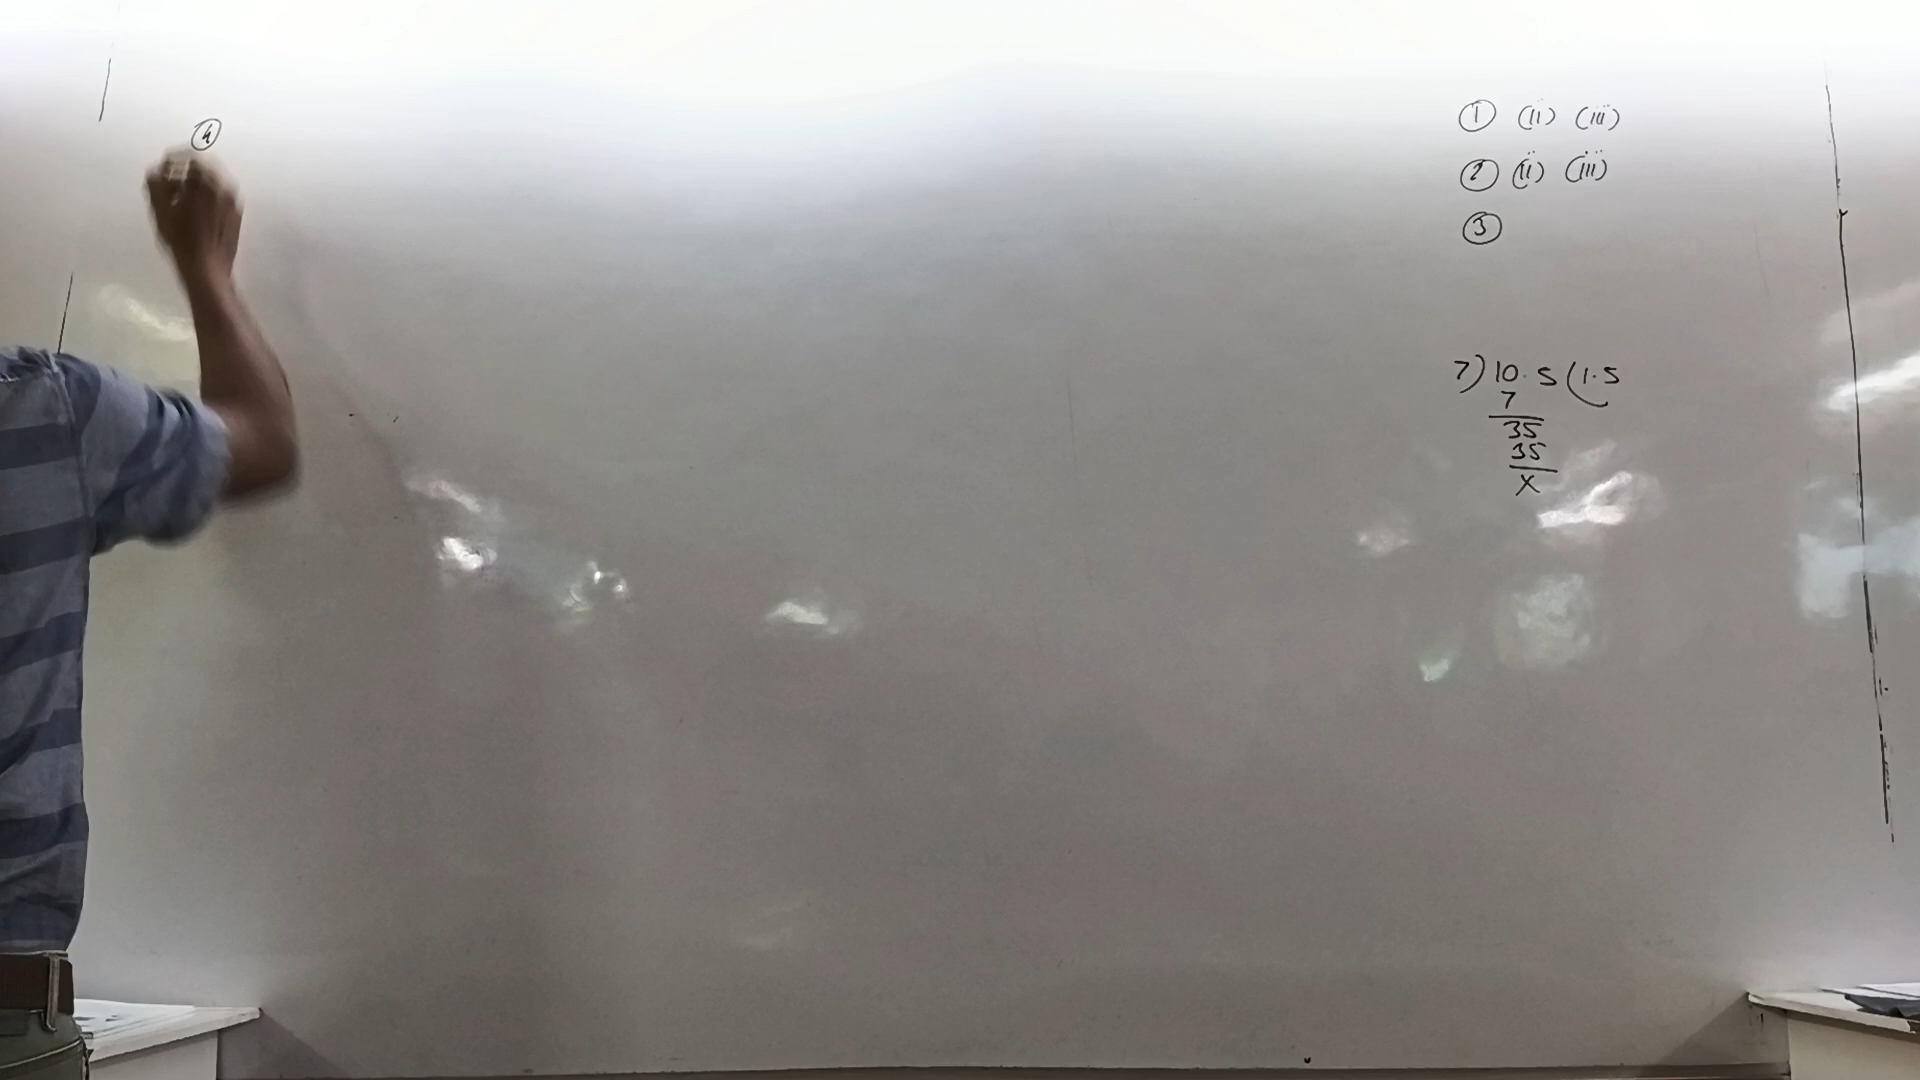 ④
① (ii) (iii)
② (ii) (iii)
③
7) 10.5 (1.5
7
35
35
x